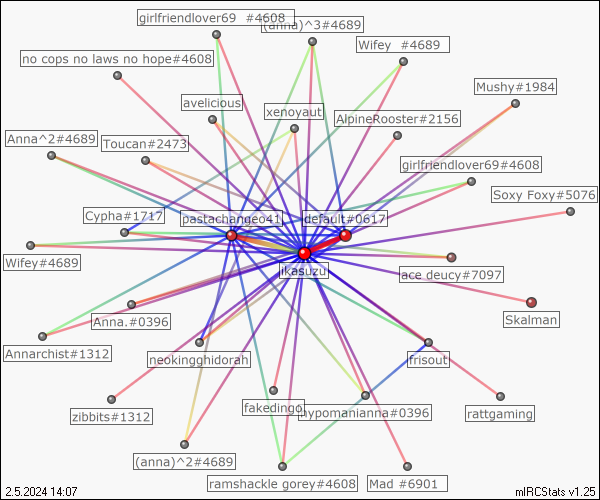 girlfriendlover69  #4608
(anna)^3#4689
Wifey  #4689
no cops no laws no hope#4608
Mushy#1984
avelicious
xenoyaut
AlpineRooster#2156
Anna^2#4689
Toucan#2473
girlfriendlover69#4608
Soxy Foxy#5076
Cypha#1717
pastachangeo41
default#0617
Wifey#4689
ikasuzu
ace deucy#7097
Anna.#0396
Skalman
Annarchist#1312
neokingghidorah
frisout
zibbits#1312
fakedingo
hypomanianna#0396
rattgaming
(anna)^2#4689
ramshackle gorey#4608
Mad #6901
2.5.2024 14:07
mIRCStats v1.25